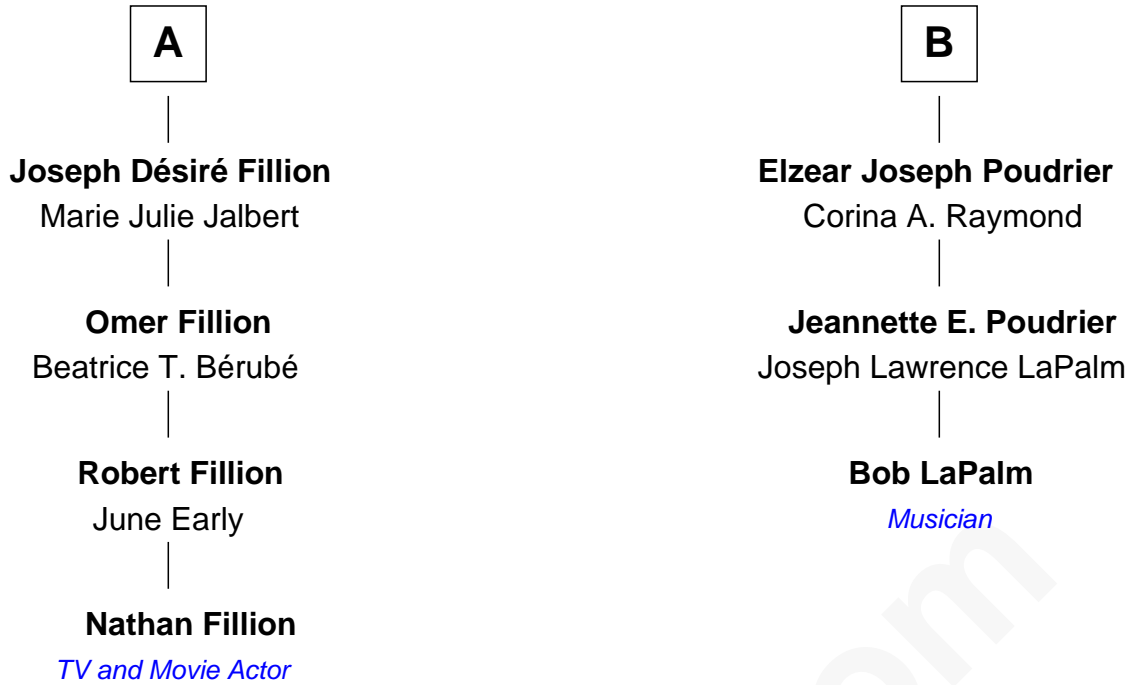 A
Joseph Désiré Fillion
Marie Julie Jalbert
Omer Fillion
Beatrice T. Bérubé
Robert Fillion
June Early
Nathan Fillion
TV and Movie Actor
B
Elzear Joseph Poudrier
Corina A. Raymond
Jeannette E. Poudrier
Joseph Lawrence LaPalm
Bob LaPalm
Musician
om